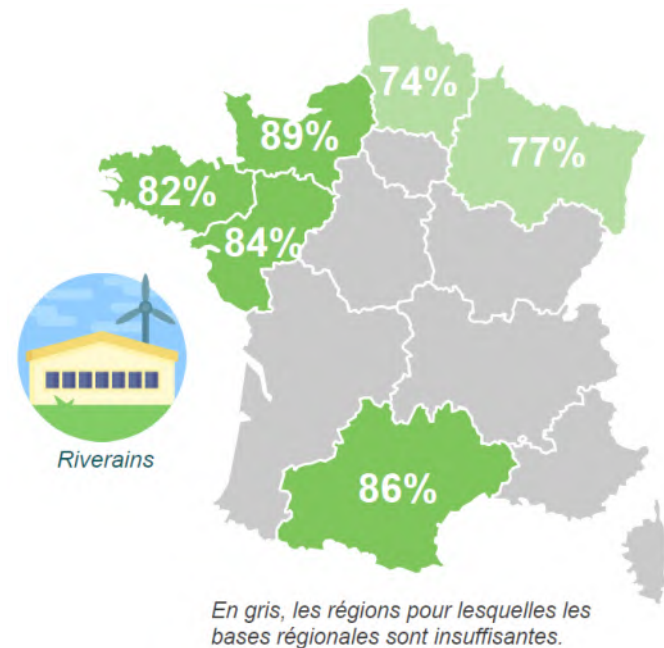 74%
77%
89%
82%
84%
Riverains
86%
En gris, les régions pour lesquelles les
bases régionales sont insuffisantes.